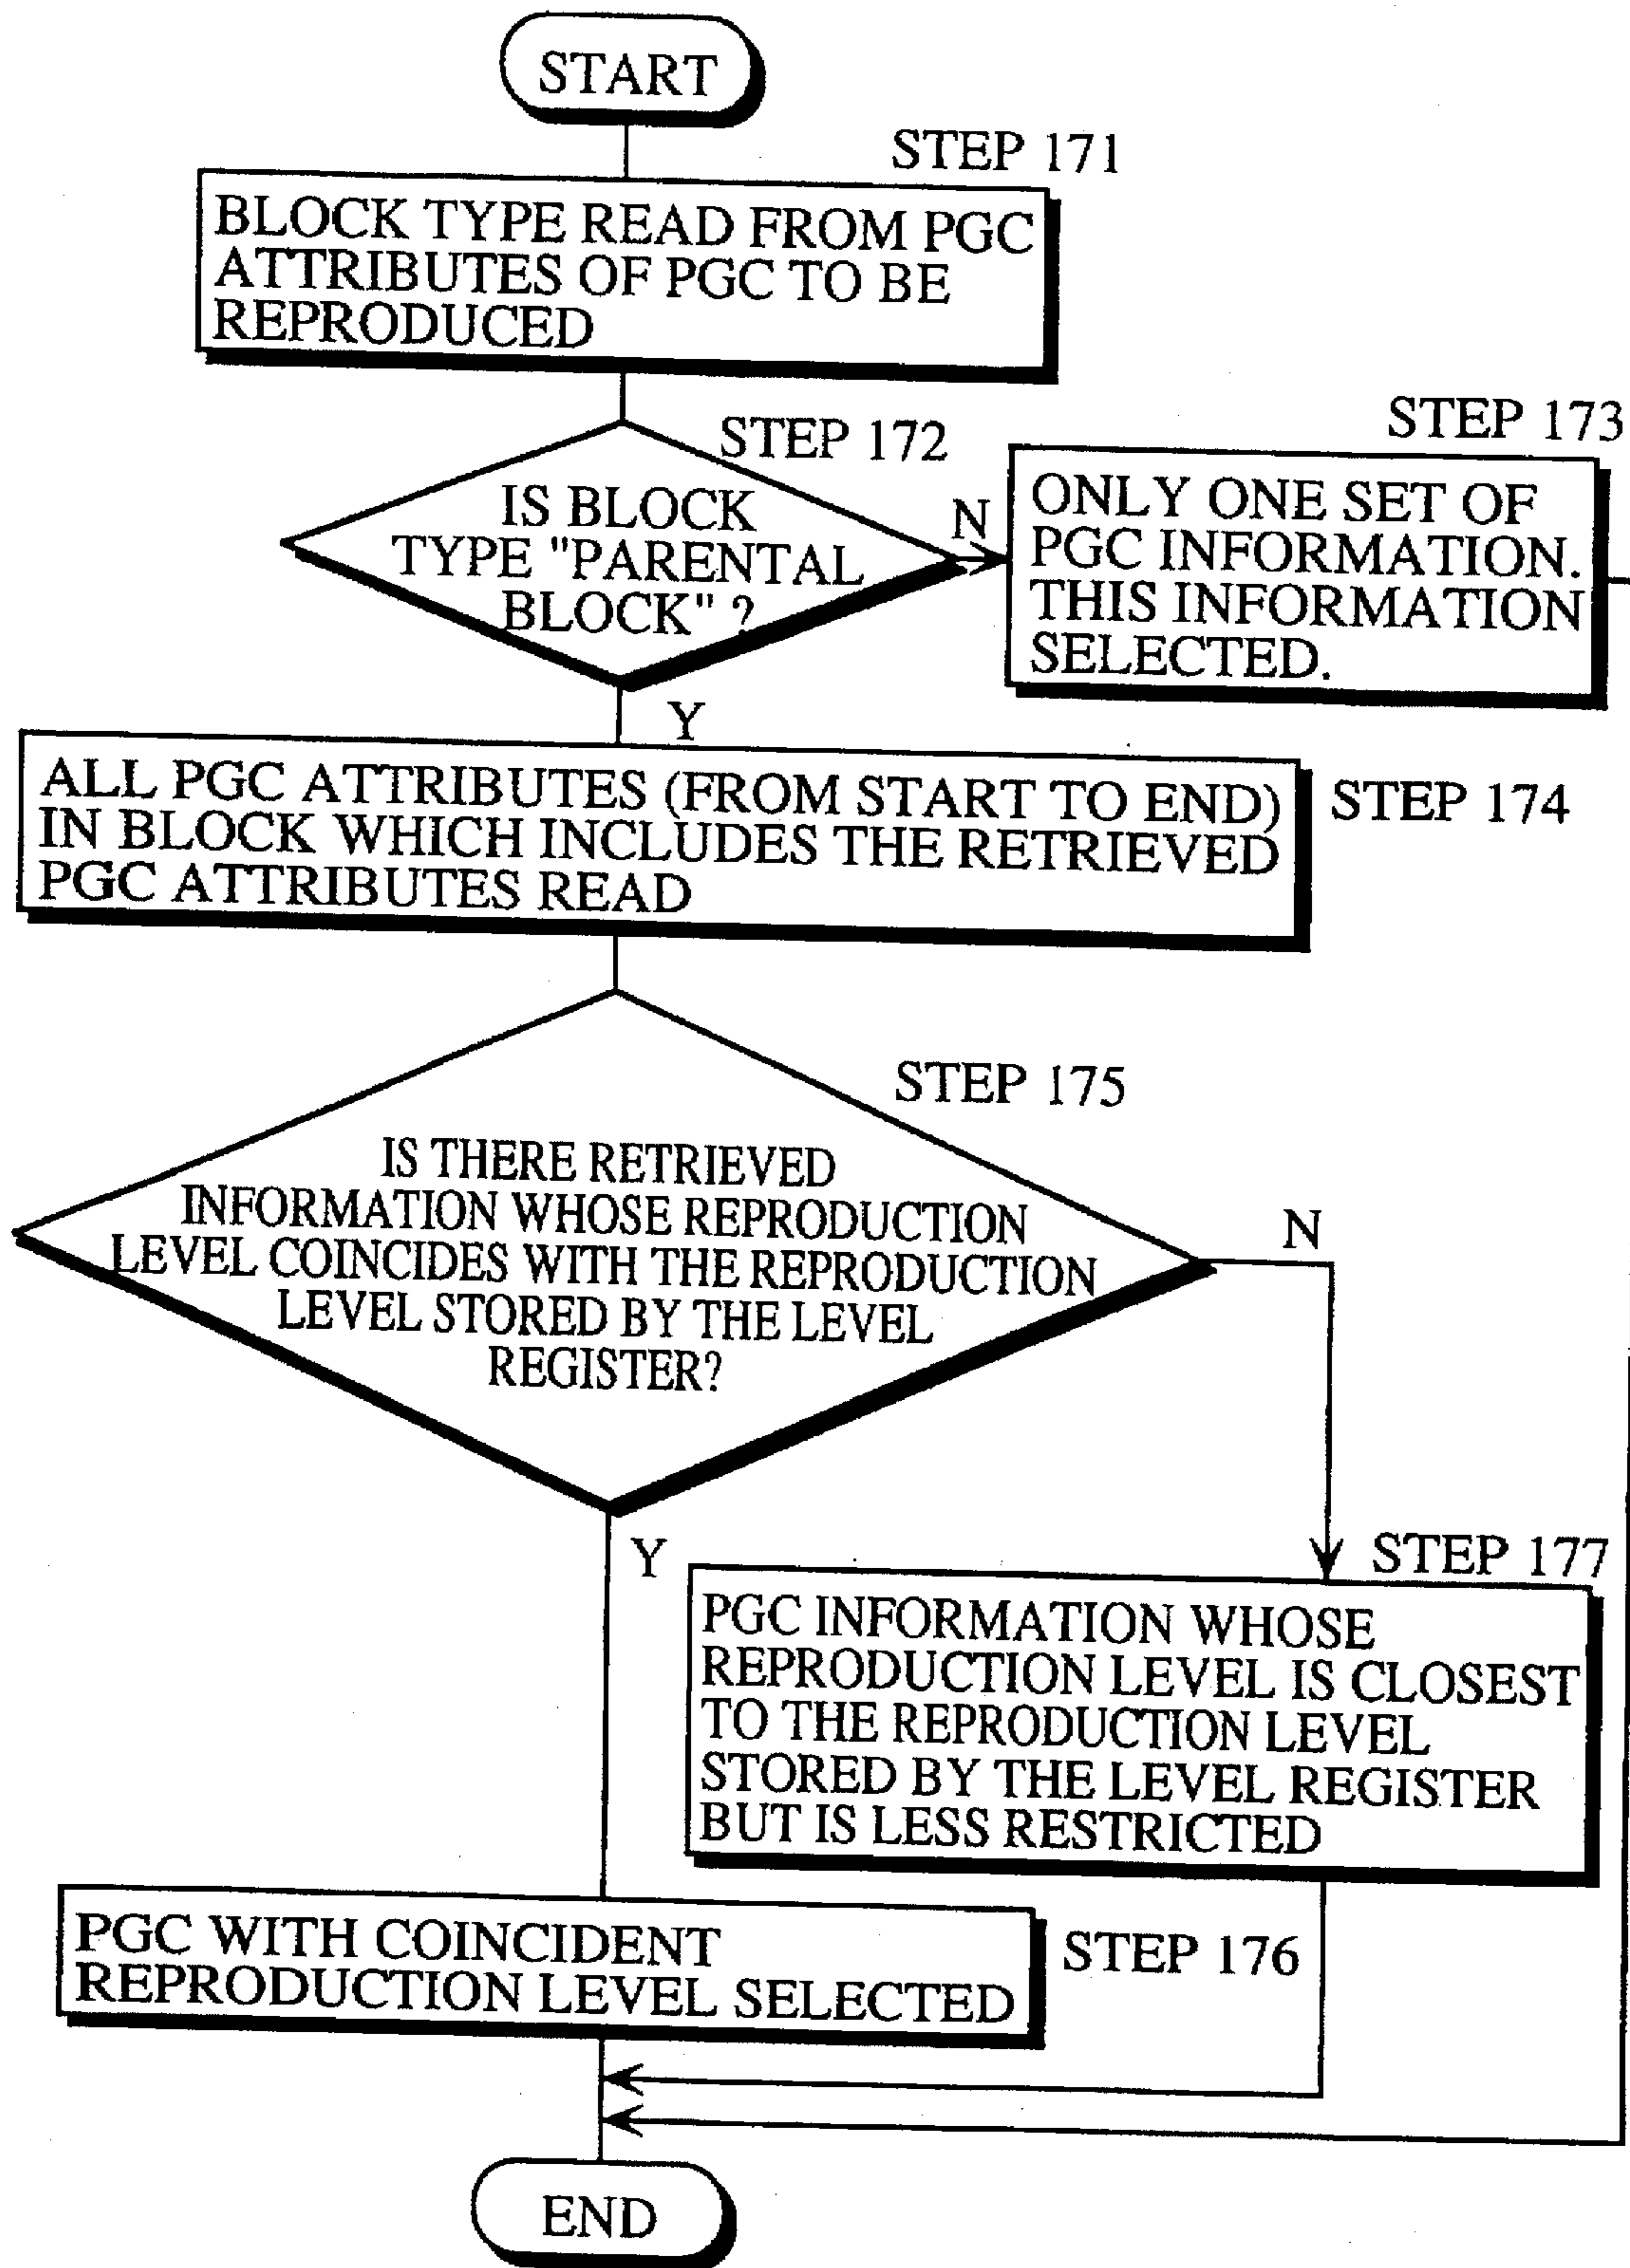 START
STEP 171
BLOCK TYPE READ FROM PGC
ATTRIBUTES OF PGC TO BE
REPRODUCED
STEP 172
IS BLOCK
TYPE "PARENTAL
BLOCK" ?
N
STEP 173
ONLY ONE SET OF
PGC INFORMATION.
THIS INFORMATION
SELECTED.
Y
ALL PGC ATTRIBUTES (FROM START TO END)
IN BLOCK WHICH INCLUDES THE RETRIEVED
PGC ATTRIBUTES READ
STEP 174
STEP 175
IS THERE RETRIEVED
INFORMATION WHOSE REPRODUCTION
LEVEL COINCIDES WITH THE REPRODUCTION
LEVEL STORED BY THE LEVEL
REGISTER?
N
Y
STEP 177
PGC INFORMATION WHOSE
REPRODUCTION LEVEL IS CLOSEST
TO THE REPRODUCTION LEVEL
STORED BY THE LEVEL REGISTER
BUT IS LESS RESTRICTED
PGC WITH COINCIDENT
REPRODUCTION LEVEL SELECTED
STEP 176
END